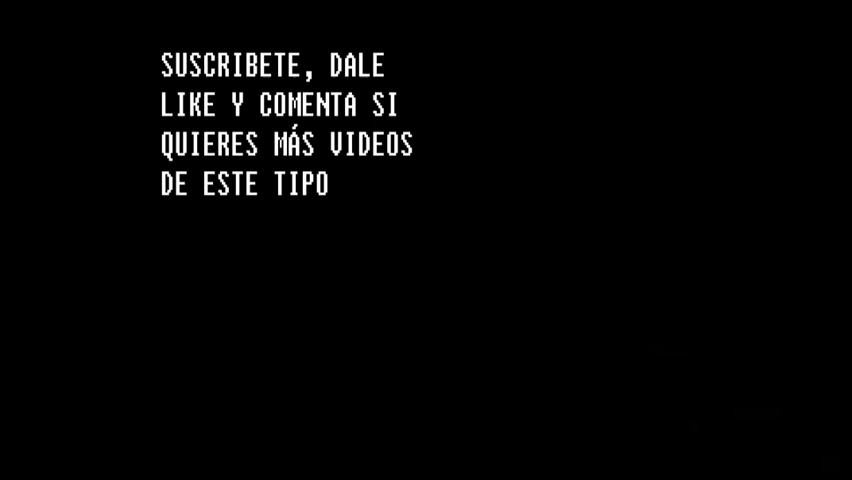 SUSCRIBETE, DALE
LIKE Y COMENTA SI
QUIERES MÁS VIDEOS
DE ESTE TIPO